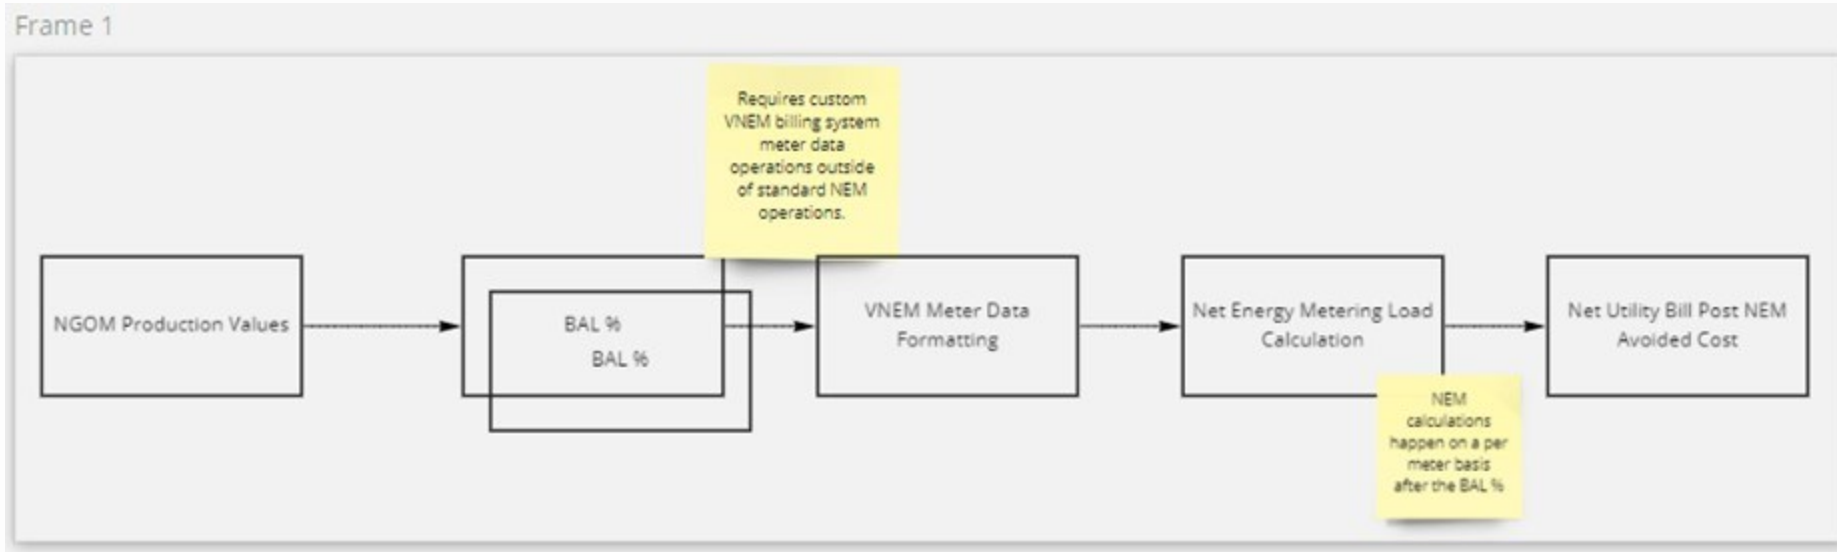 Frame 1
Requires custom
VNEM billing system
meter data
operations outside
of standard NEM
operations.
NGOM Production Values
BAL %
BAL %
VNEM Meter Data
Formatting
Net Energy Metering Load
Calculation
Net Utility Bill Post NEM
Avoided Cost
NEM
calculations
happen on a per
meter basis
after the BAL %